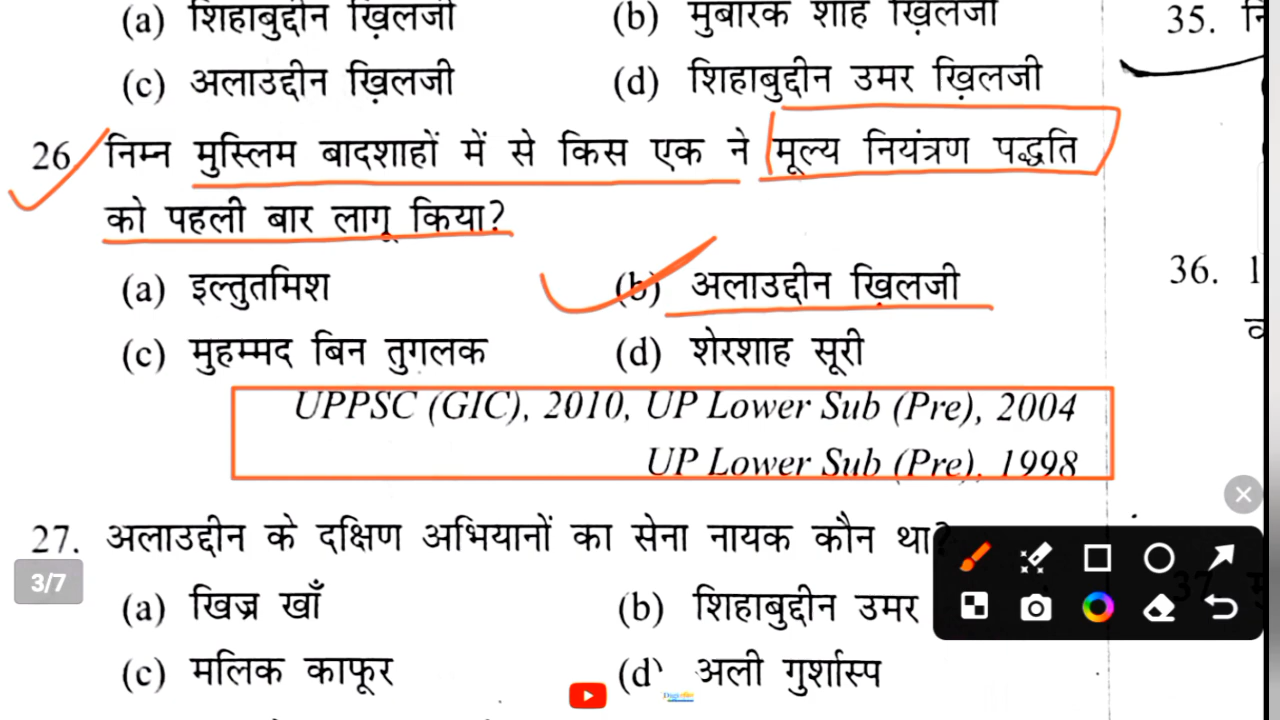 (a) शिहाबुद्दीन ख़िलजी (b) मुबारक शाह ख़िलजी
(c) अलाउद्दीन ख़िलजी (d) शिहाबुद्दीन उमर ख़िलजी
26 निम्न मुस्लिम बादशाहों में से किस एक ने मूल्य नियंत्रण पद्धति
को पहली बार लागू किया?
(a) इल्तुतमिश (b) अलाउद्दीन ख़िलजी
(c) मुहम्मद बिन तुगलक (d) शेरशाह सूरी
UPPSC (GIC), 2010, UP Lower Sub (Pre), 2004
UP Lower Sub (Pre), 1998
27. अलाउद्दीन के दक्षिण अभियानों का सेना नायक कौन था?
(a) खिज्र खाँ (b) शिहाबुद्दीन उमर
(c) मलिक काफूर (d) अली गुर्शास्प
35.
36. 1
37
3/7